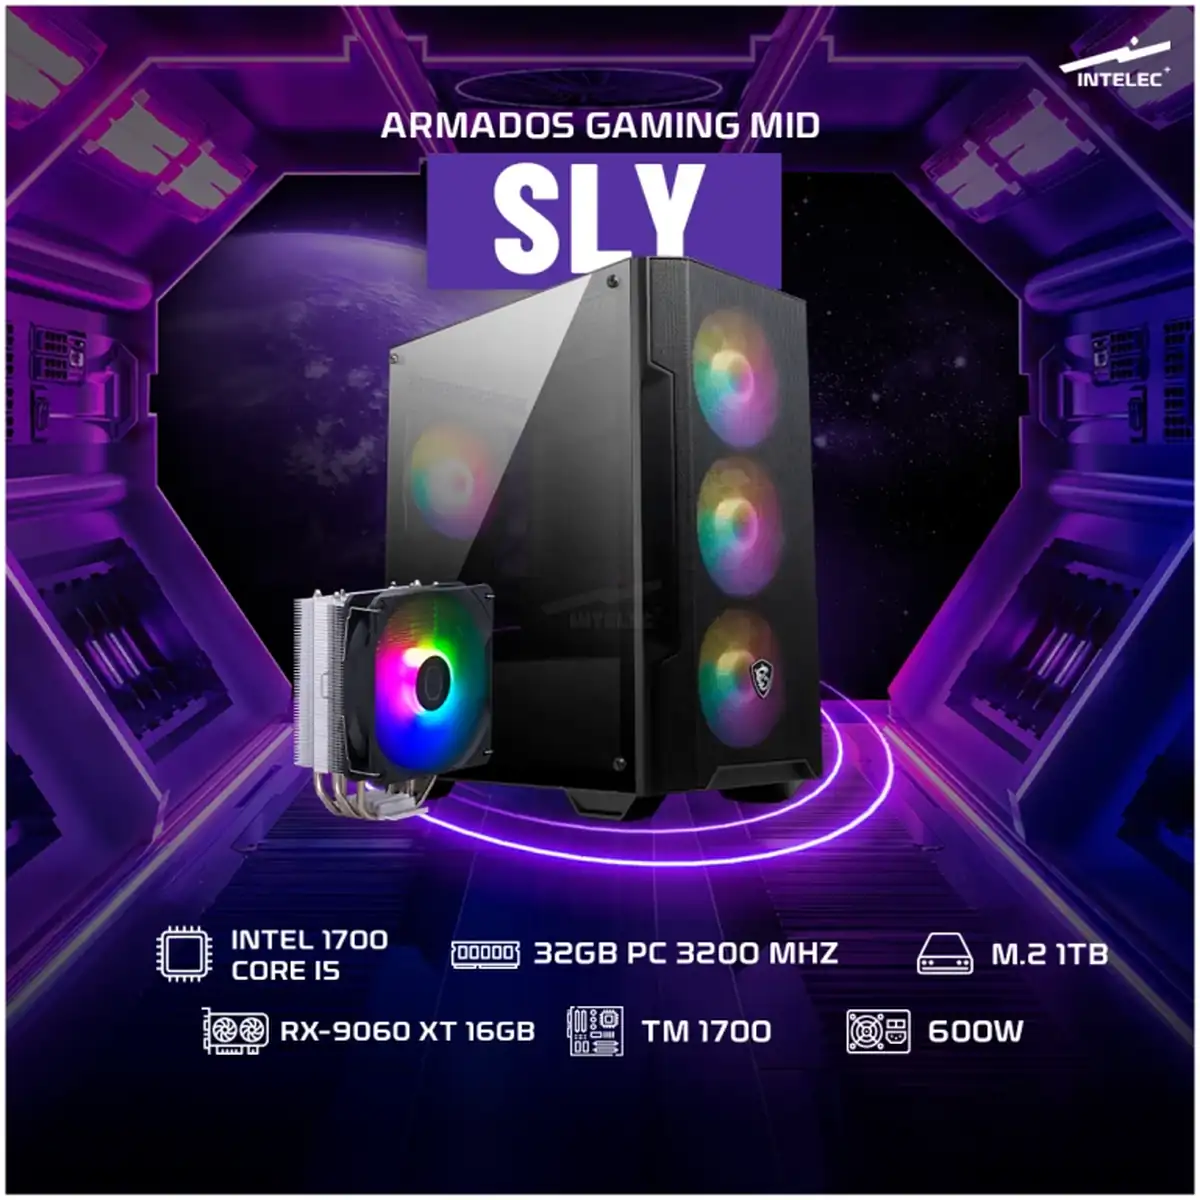 INTELEC+
ARMADOS GAMING MID
SLY
INTELEC
INTEL 1700
CORE I5
32GB PC 3200 MHZ
M.2 1TB
RX-9060 XT 16GB
TM 1700
600W